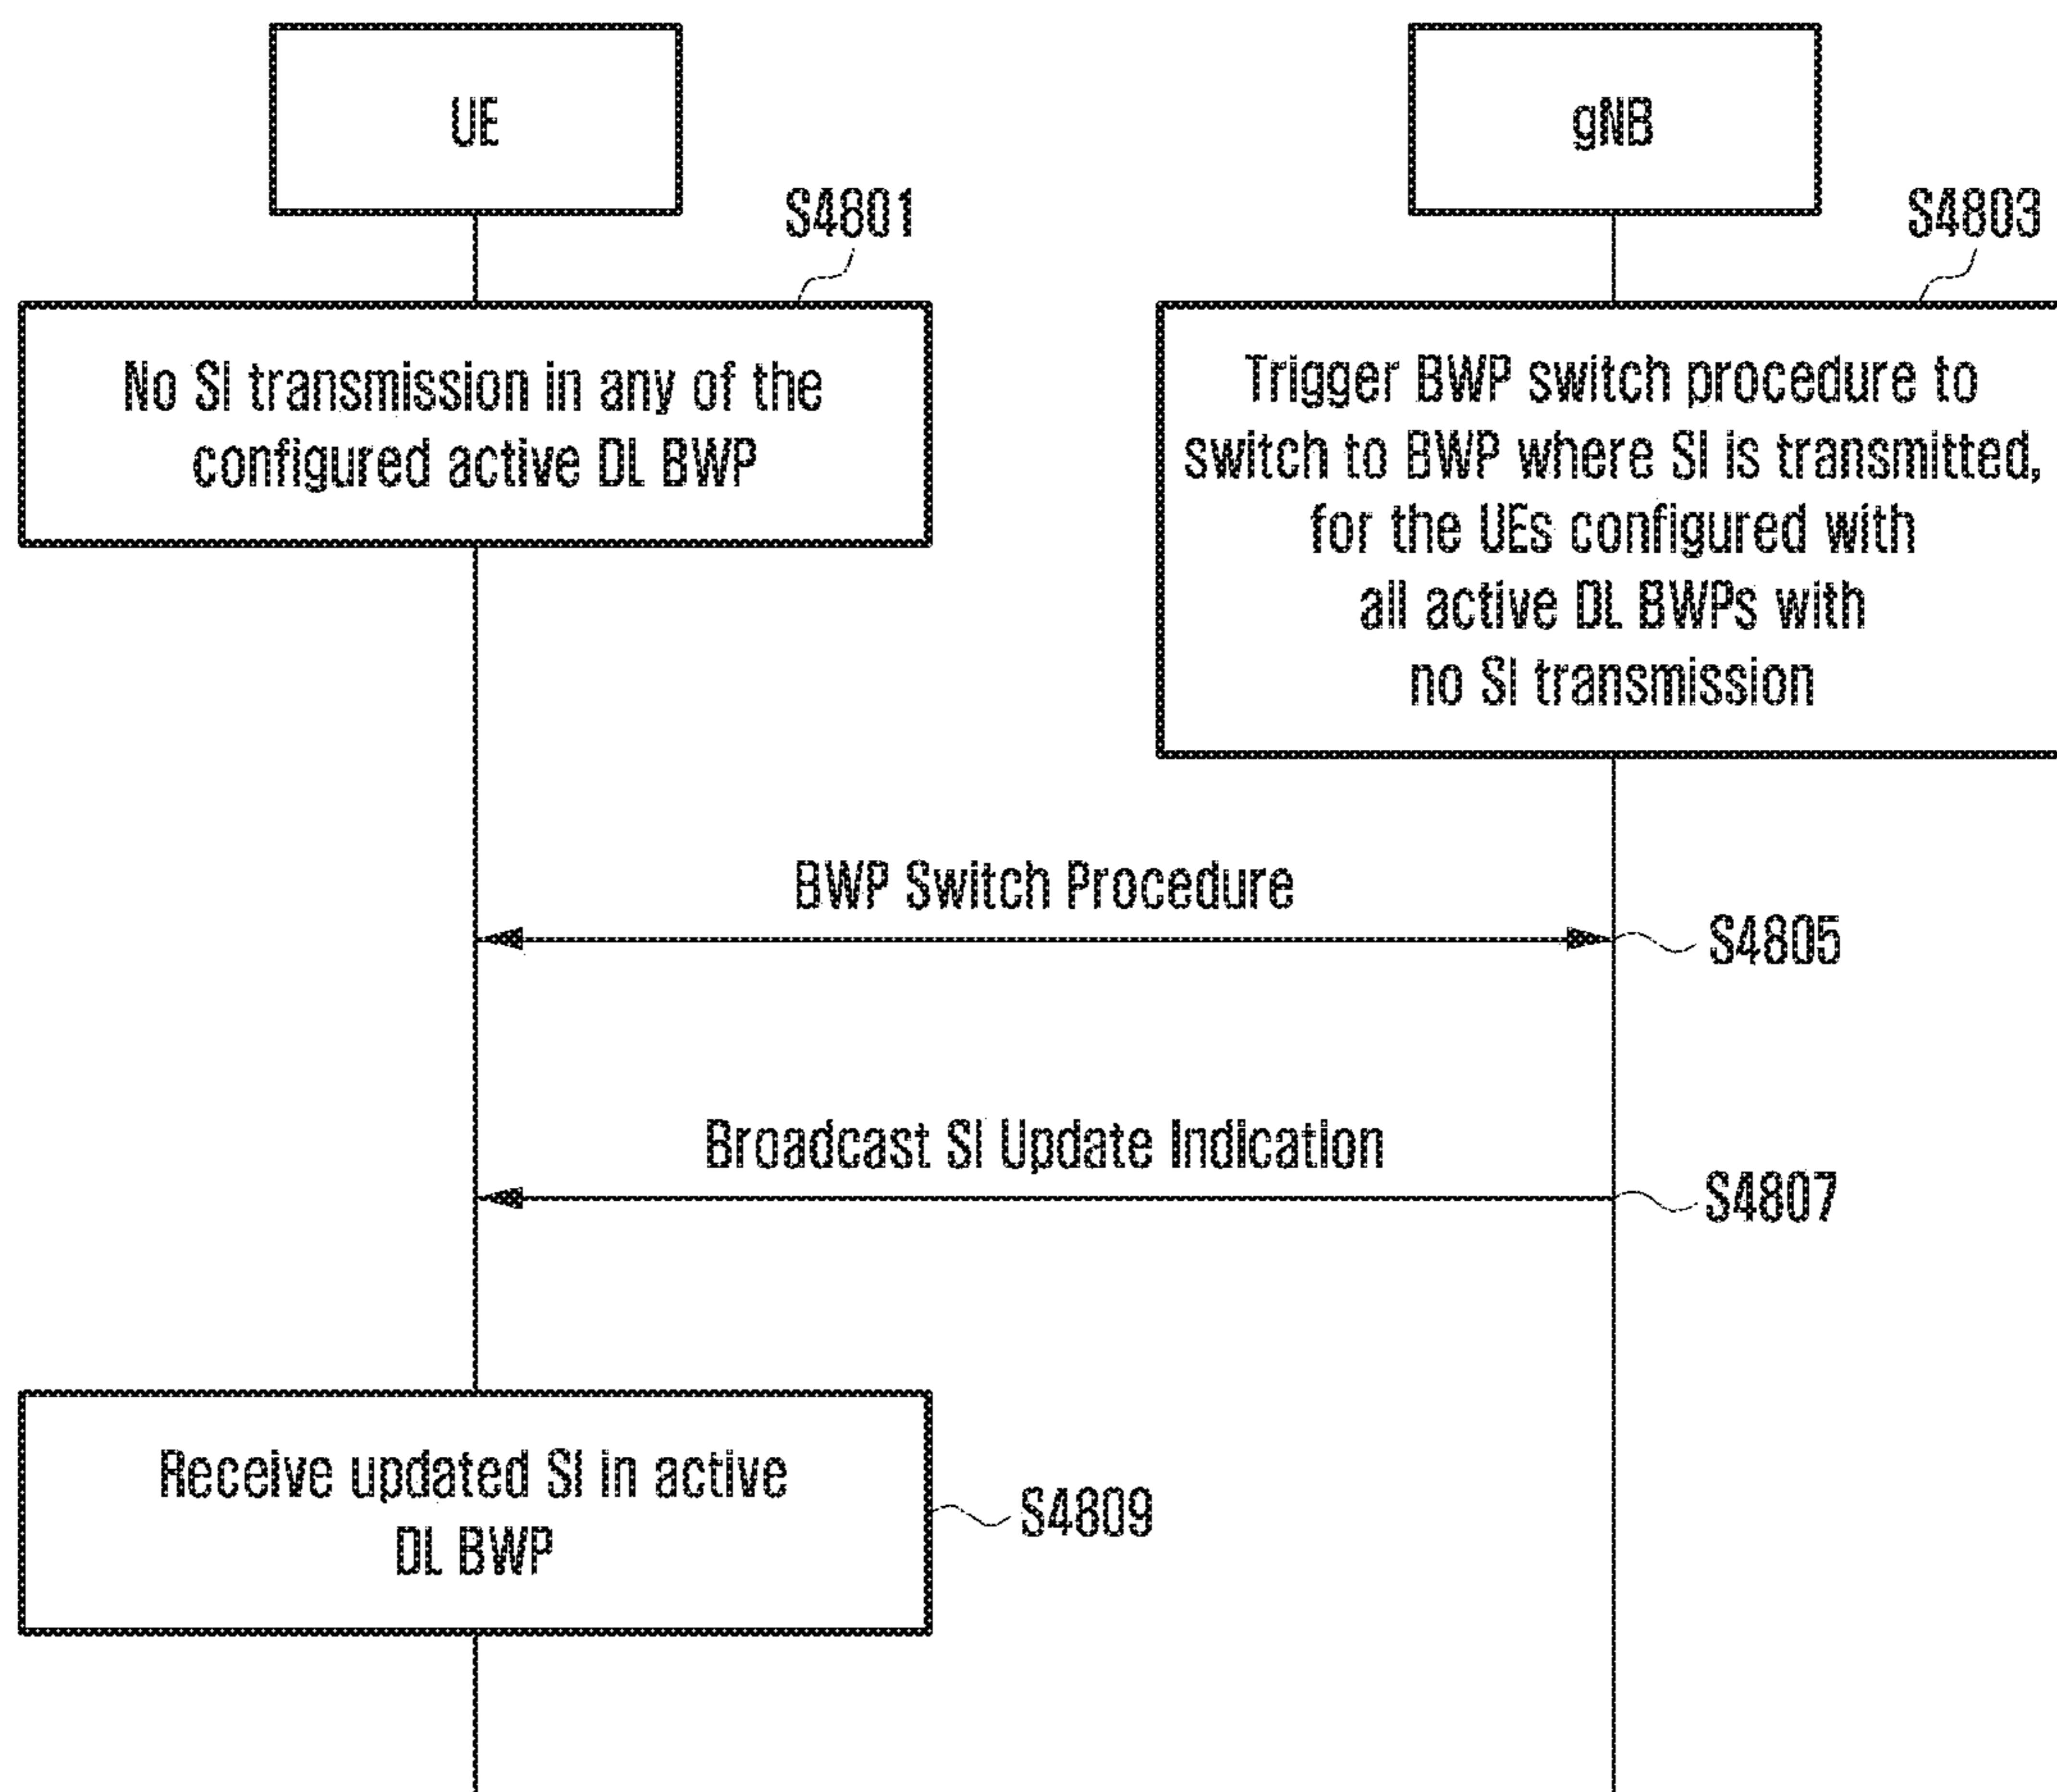 UE
gNB
S4801
S4803
No SI transmission in any of the
configured active DL BWP
Trigger BWP switch procedure to
switch to BWP where SI is transmitted,
for the UEs configured with
all active DL BWPs with
no SI transmission
BWP Switch Procedure
S4805
Broadcast SI Update Indication
S4807
Receive updated SI in active
DL BWP
S4809